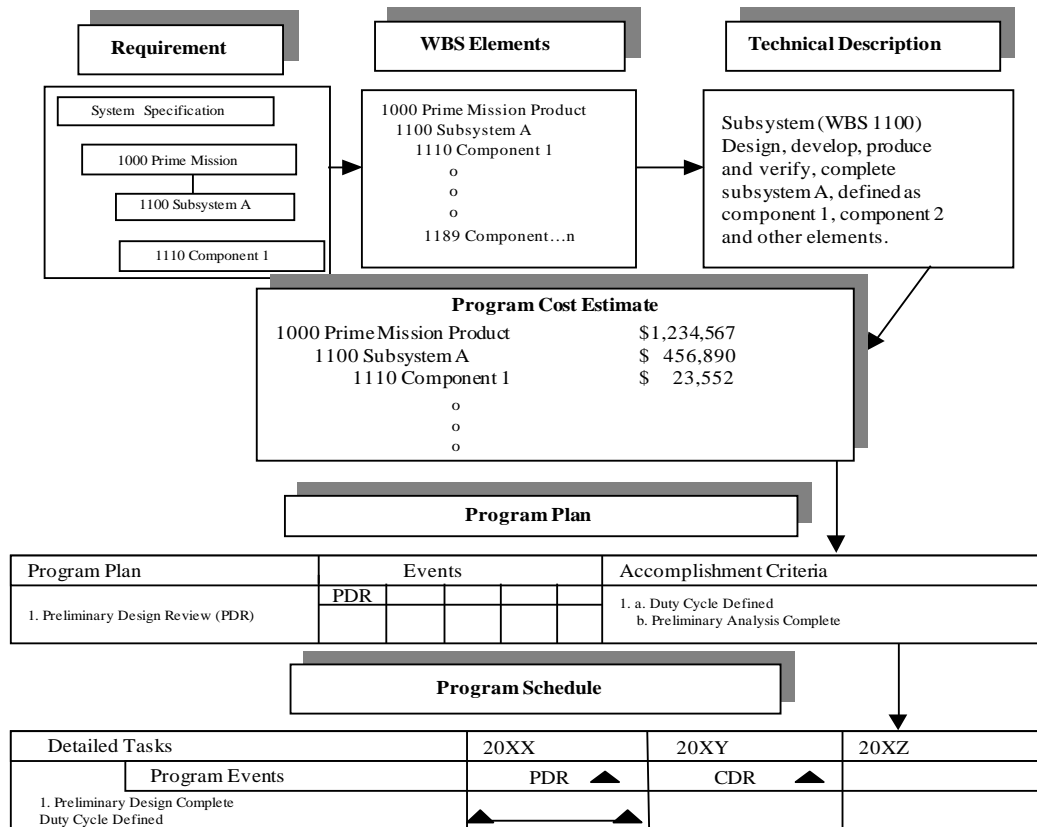 Requirement
WBS Elements
Technical Description
System Specification
1000 Prime Mission
1100 Subsystem A
1110 Component 1
1000 Prime Mission Product
1100 Subsystem A
1110 Component 1
o
o
o
1189 Component…n
Subsystem (WBS 1100)
Design, develop, produce
and verify, complete
subsystem A, defined as
component 1, component 2
and other elements.
Program Cost Estimate
1000 Prime Mission Product $1,234,567
1100 Subsystem A $ 456,890
1110 Component 1 $ 23,552
o
o
o
Program Plan
Program Plan Events Accomplishment Criteria
PDR
1. Preliminary Design Review (PDR)
1. a. Duty Cycle Defined
b. Preliminary Analysis Complete
Program Schedule
Detailed Tasks 20XX 20XY 20XZ
Program Events PDR CDR
1. Preliminary Design Complete
Duty Cycle Defined